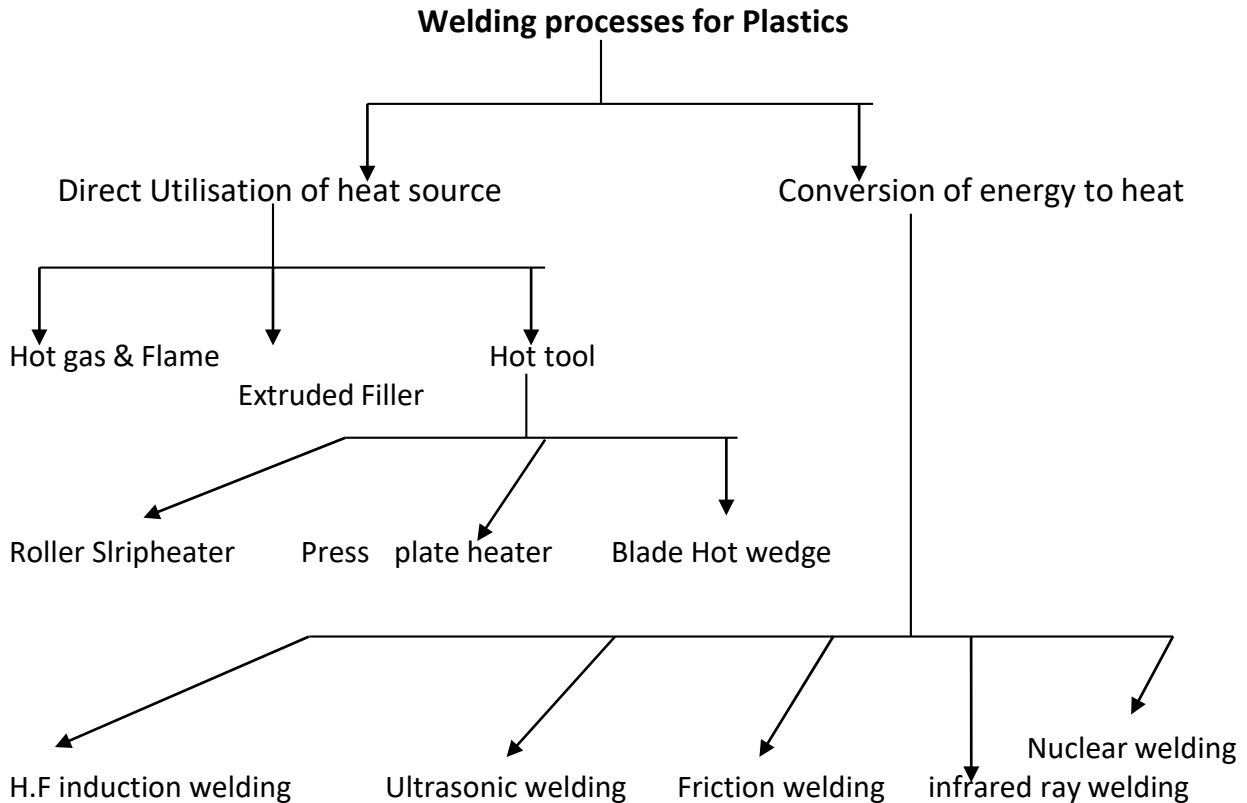 Welding processes for Plastics
Direct Utilisation of heat source
Conversion of energy to heat
Hot gas & Flame
Hot tool
Extruded Filler
Roller Slripheater
Press plate heater
Blade Hot wedge
Nuclear welding
H.F induction welding
Ultrasonic welding
Friction welding
infrared ray welding